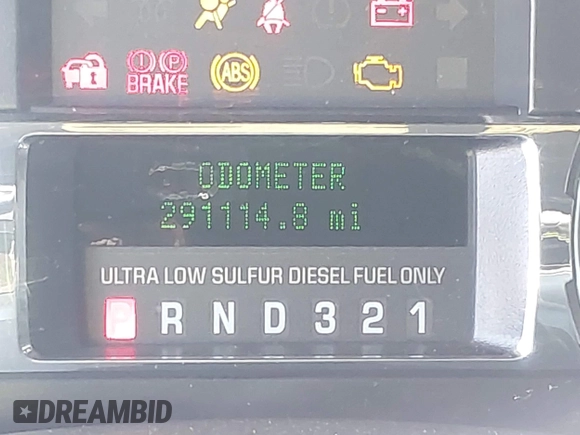 BRAKE
ABS
ODOMETER
291114.8 mi
ULTRA LOW SULFUR DIESEL FUEL ONLY
P R N D 3 2 1
DREAMBID